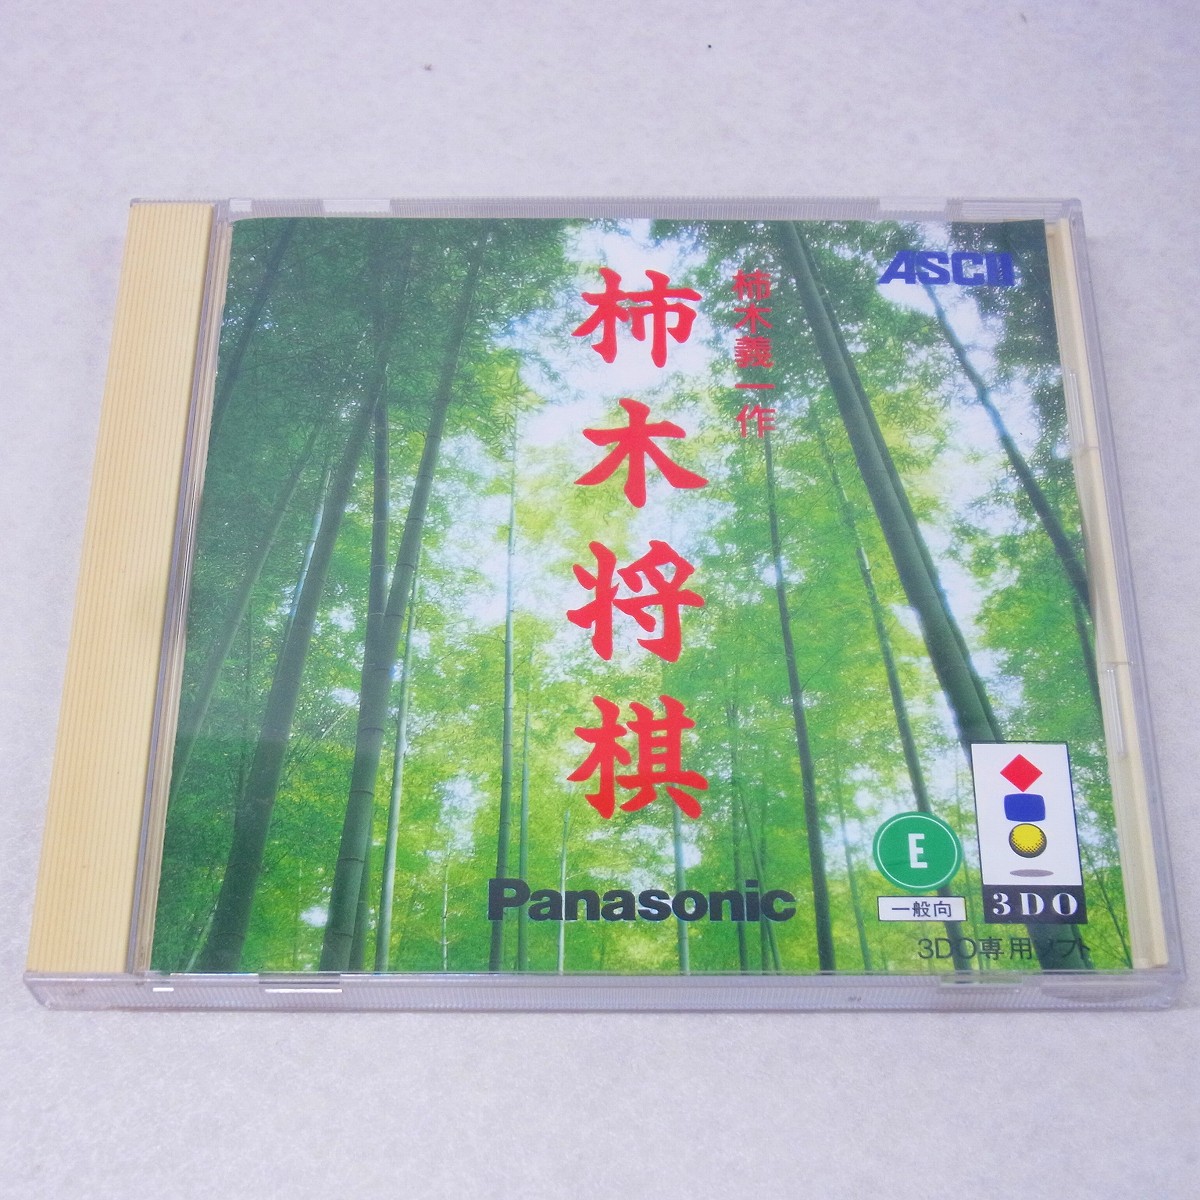 ASCII
柿木義一作
柿木将棋
Panasonic
E
一般向
3DO
3DO専用ソフト